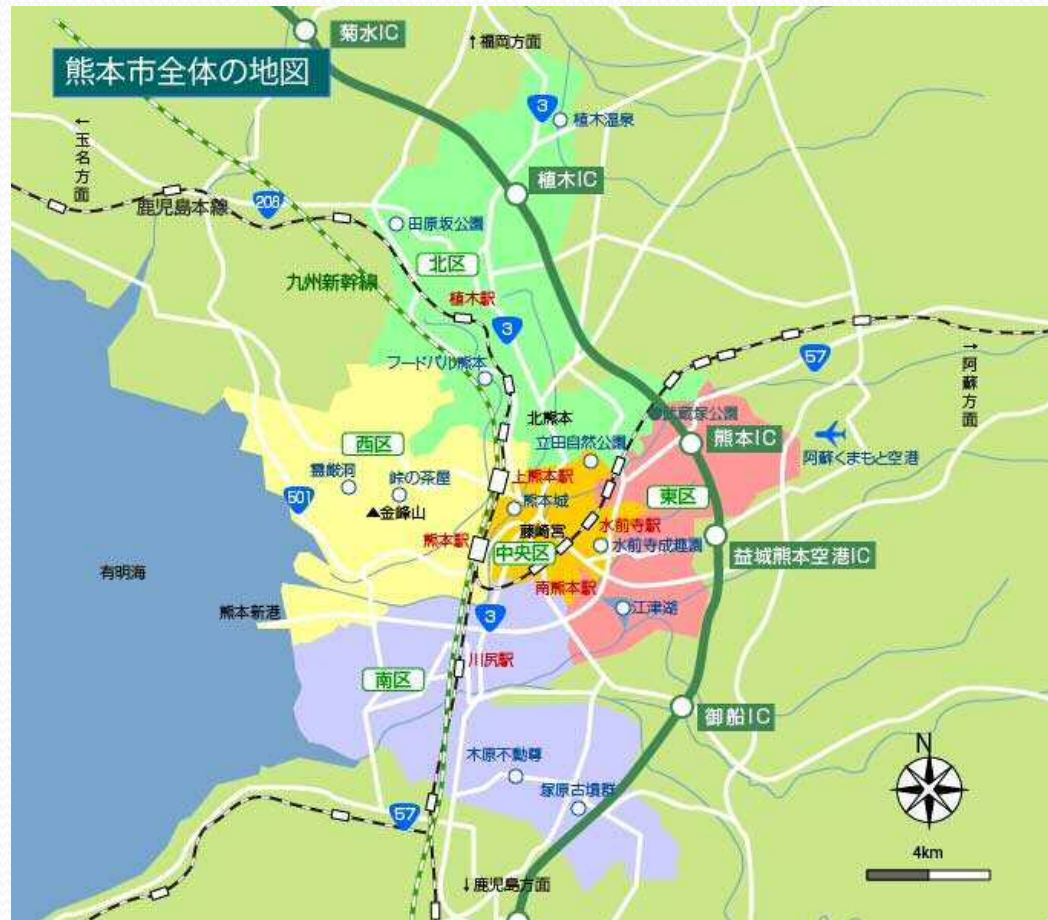 菊水IC
↑福岡方面
熊本市全体の地図
3
植木温泉
←玉名方面
植木IC
208
鹿児島本線
田原坂公園
北区
九州新幹線
植木駅
3
57
→阿蘇方面
フードパル熊本
北熊本
武蔵塚公園
熊本IC
西区
立田自然公園
阿蘇くまもと空港
霊厳洞
峠の茶屋
上熊本駅
501
▲金峰山
熊本城
東区
藤崎宮
水前寺駅
熊本駅
中央区
水前寺成趣園
益城熊本空港IC
有明海
南熊本駅
熊本新港
3
江津湖
川尻駅
南区
御船IC
木原不動尊
N
塚原古墳群
57
4km
↓鹿児島方面